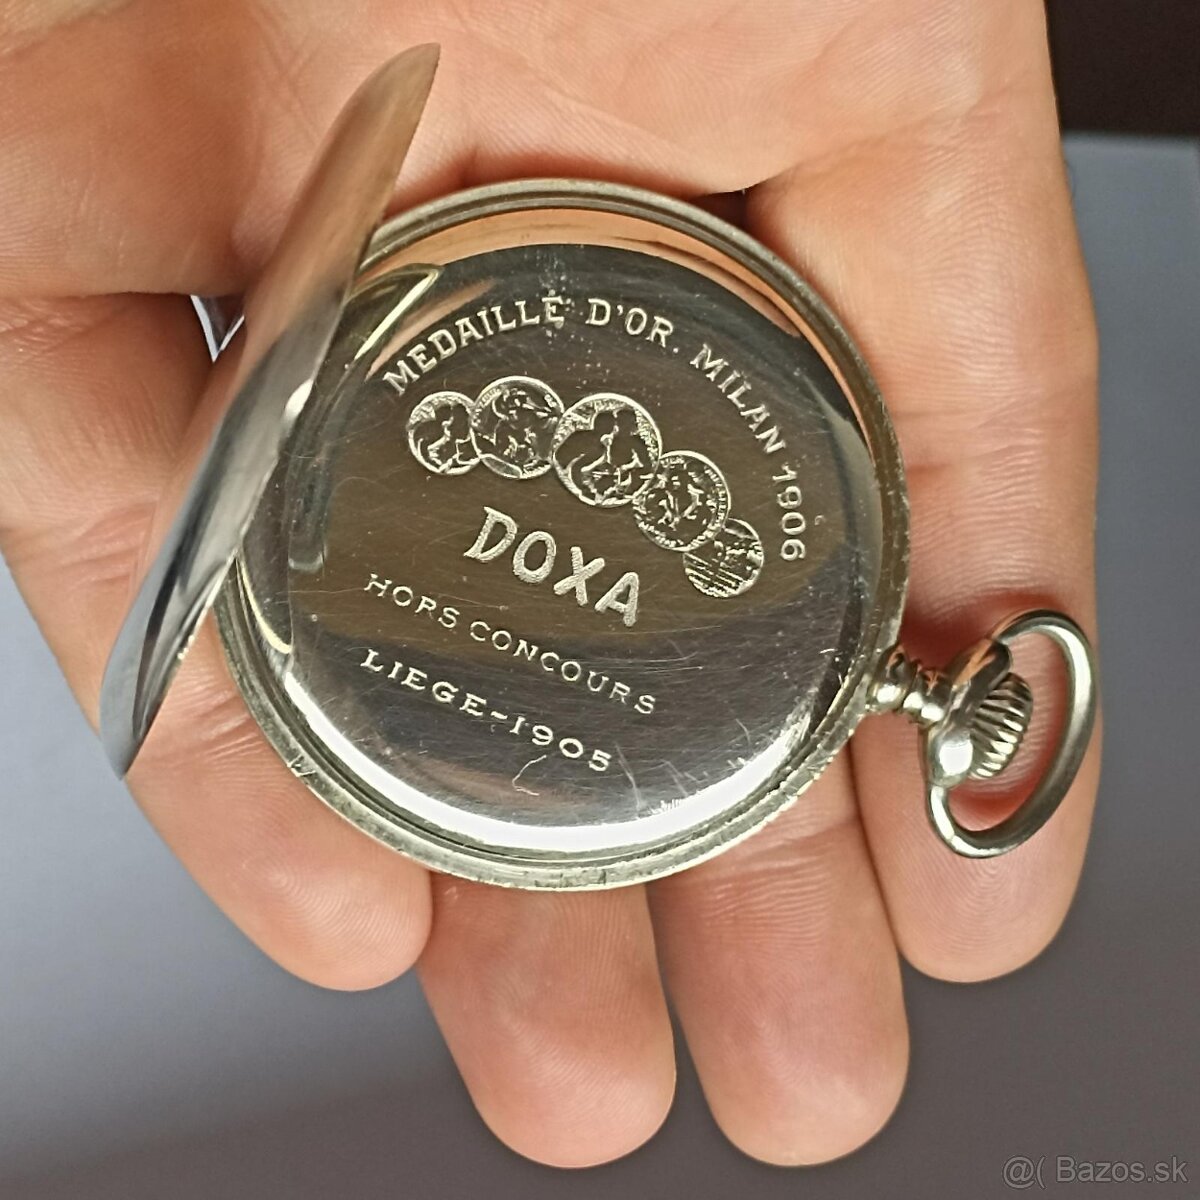 MEDAILLE D'OR. MILAN 1906
DOXA
HORS CONCOURS
LIEGE-1905
@( Bazos.sk